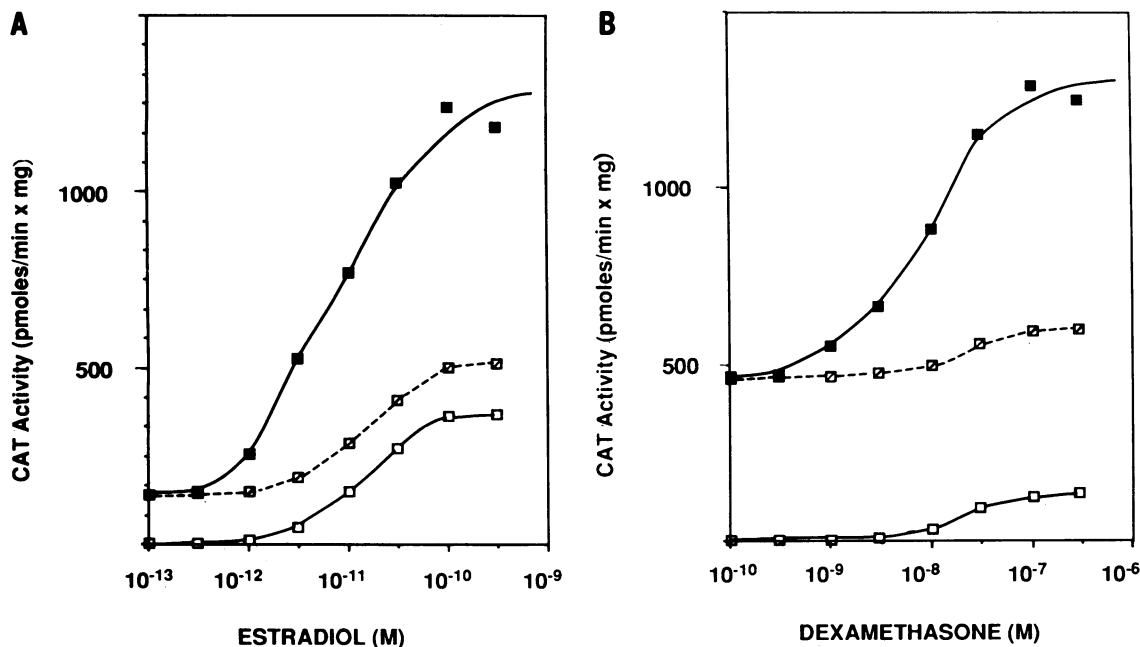 A
CAT Activity (pmoles/min x mg)
1000
500
10-13 10-12 10-11 10-10 10-9
ESTRADIOL (M)
B
CAT Activity (pmoles/min x mg)
1000
500
10-10 10-9 10-8 10-7 10-6
DEXAMETHASONE (M)